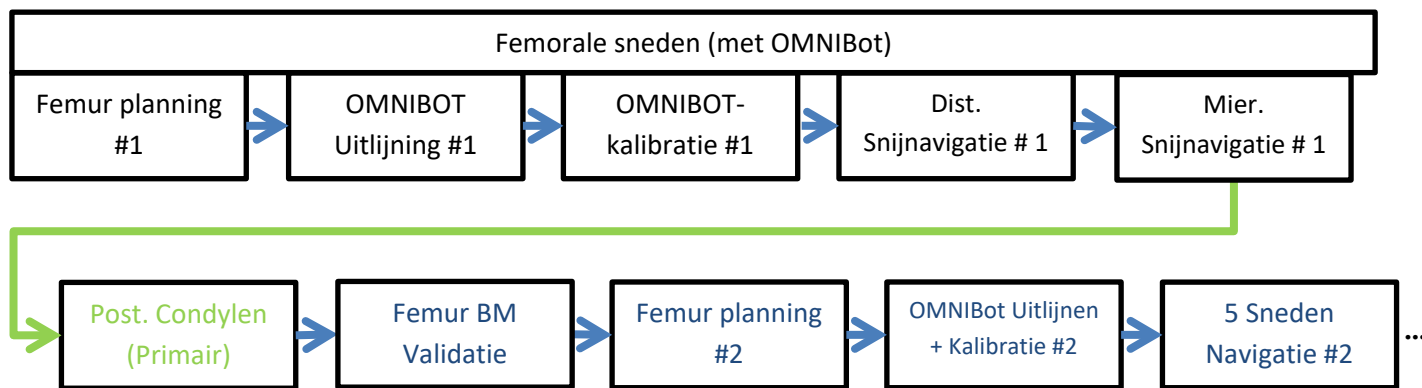 Femorale sneden (met OMNIBot)
Femur planning
#1
OMNIBOT
Uitlijning #1
OMNIBOT-
kalibratie #1
Dist.
Snijnavigatie # 1
Mier.
Snijnavigatie # 1
Post. Condylen
(Primair)
Femur BM
Validatie
Femur planning
#2
OMNIBot Uitlijnen
+ Kalibratie #2
5 Sneden
Navigatie #2
...